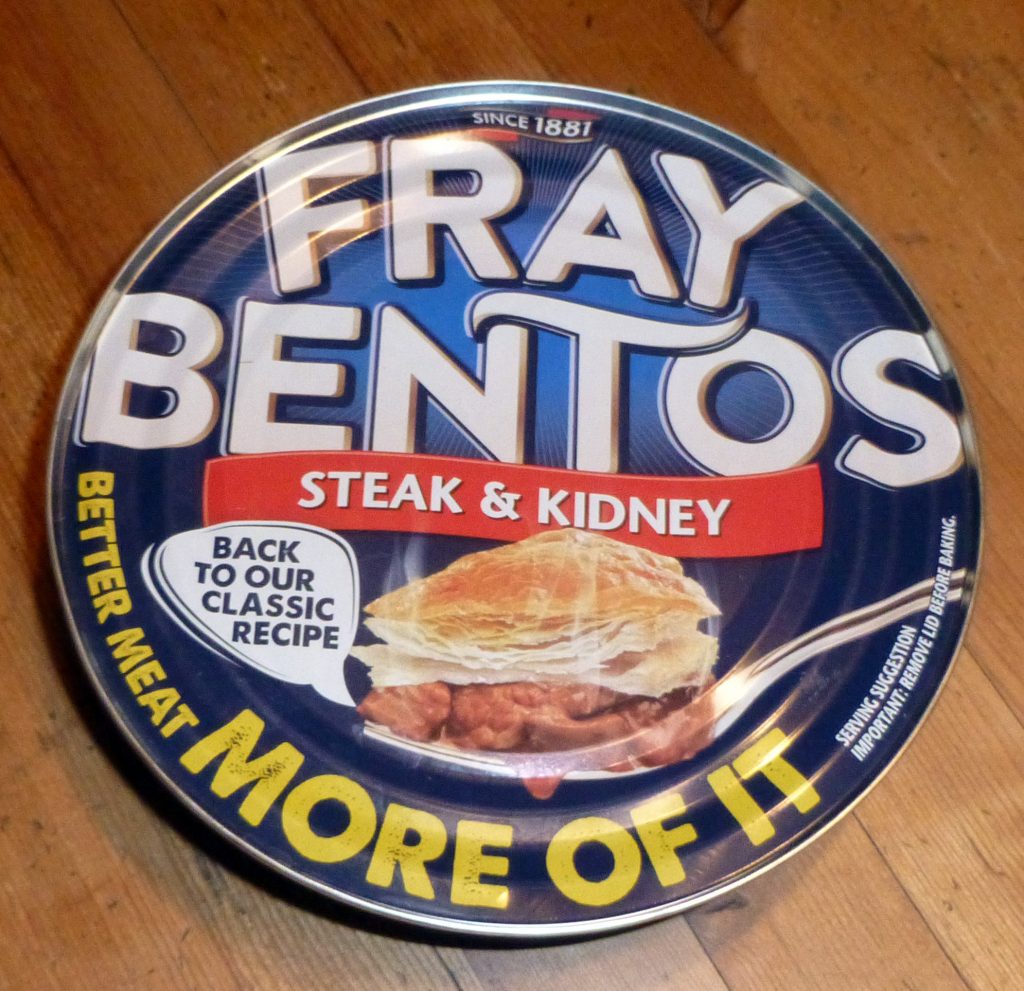 SINCE 1881
FRAY
BENTOS
STEAK & KIDNEY
BACK
TO OUR
CLASSIC
RECIPE
BETTER MEAT
MORE OF IT
SERVING SUGGESTION
IMPORTANT: REMOVE LID BEFORE BAKING.